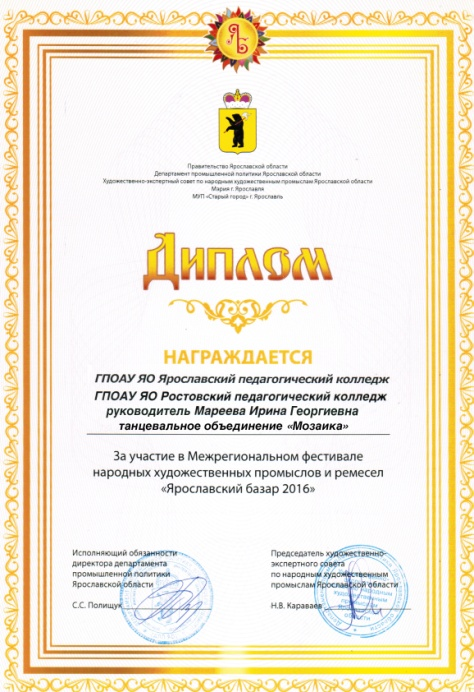 ЯБ
Правительство Ярославской области
Департамент промышленной политики Ярославской области
Художественно-экспертный совет по народным художественным промыслам Ярославской области
Мэрия г. Ярославля
МУП «Старый город» г. Ярославль
Диплом
НАГРАЖДАЕТСЯ
ГПОАУ ЯО Ярославский педагогический колледж
ГПОАУ ЯО Ростовский педагогический колледж
руководитель Мареева Ирина Георгиевна
танцевальное объединение «Мозаика»
За участие в Межрегиональном фестивале
народных художественных промыслов и ремесел
«Ярославский базар 2016»
Исполняющий обязанности
директора департамента
промышленной политики
Ярославской области
С.С. Полищук
Председатель художественно-
экспертного совета
по народным художественным
промыслам Ярославской области
Н.В. Караваев